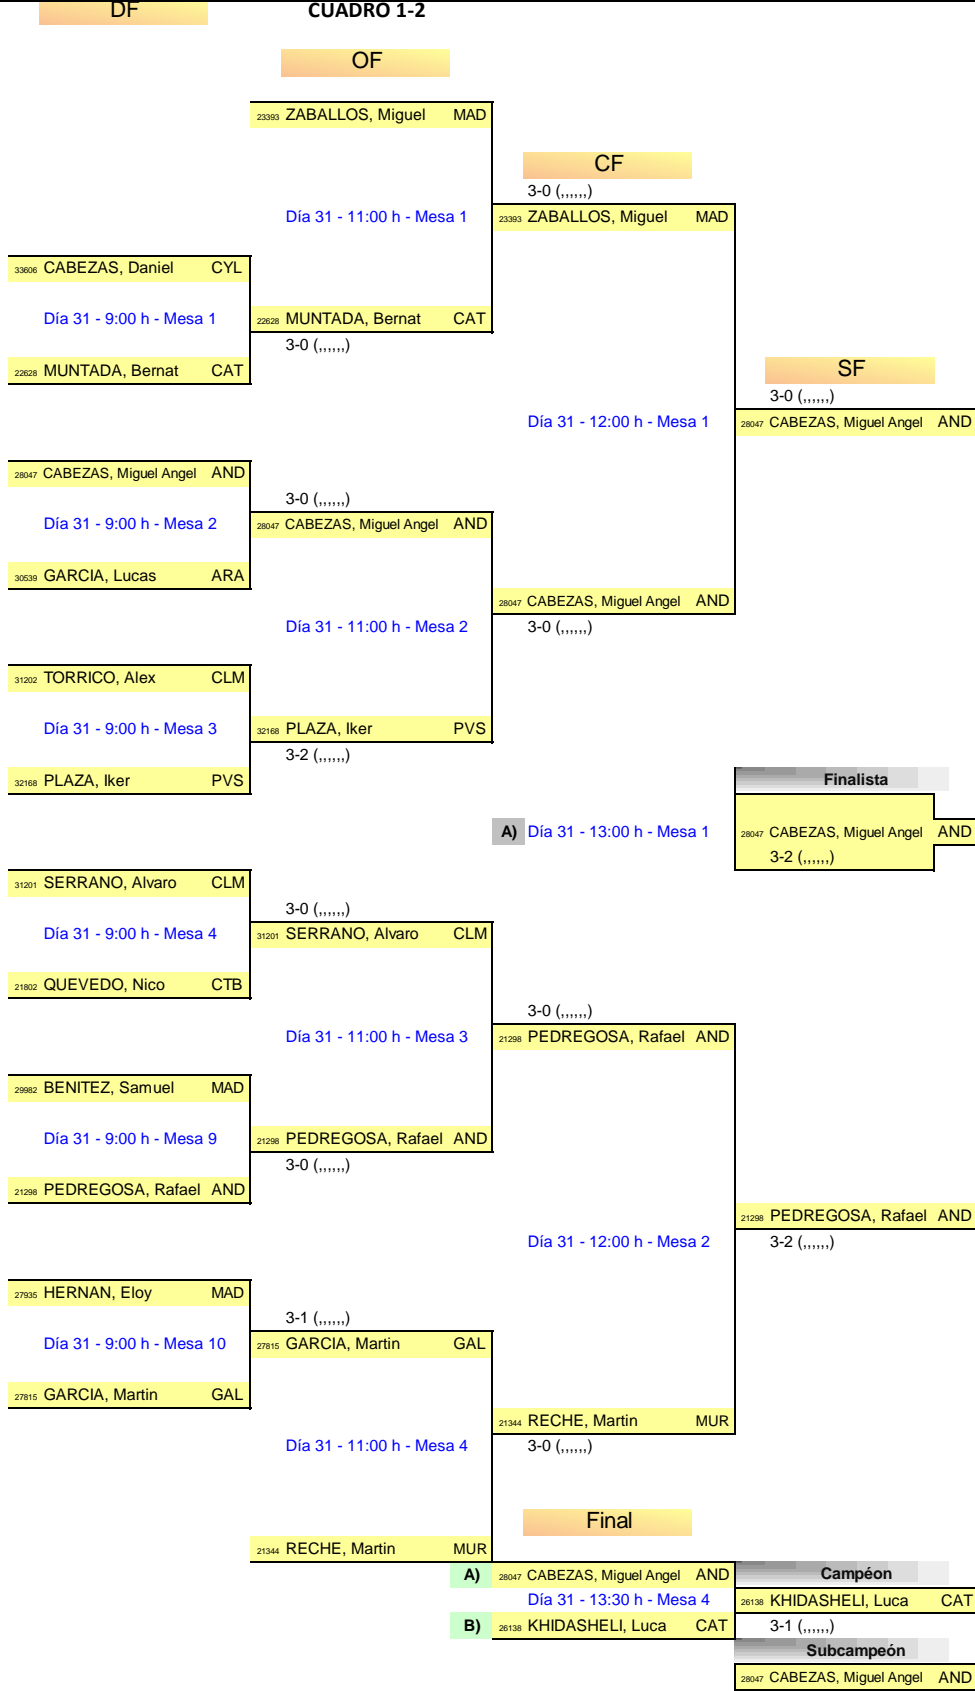 DF CUADRO 1-2
OF
23393 ZABALLOS, Miguel MAD
CF
3-0 (,,,,,,)
Día 31 - 11:00 h - Mesa 1
23393 ZABALLOS, Miguel MAD
33606 CABEZAS, Daniel CYL
Día 31 - 9:00 h - Mesa 1
22628 MUNTADA, Bernat CAT
3-0 (,,,,,,)
22628 MUNTADA, Bernat CAT
SF
3-0 (,,,,,,)
Día 31 - 12:00 h - Mesa 1
28047 CABEZAS, Miguel Angel AND
28047 CABEZAS, Miguel Angel AND
3-0 (,,,,,,)
Día 31 - 9:00 h - Mesa 2
28047 CABEZAS, Miguel Angel AND
30539 GARCIA, Lucas ARA
28047 CABEZAS, Miguel Angel AND
Día 31 - 11:00 h - Mesa 2
3-0 (,,,,,,)
31202 TORRICO, Alex CLM
Día 31 - 9:00 h - Mesa 3
32168 PLAZA, Iker PVS
3-2 (,,,,,,)
32168 PLAZA, Iker PVS
Finalista
A) Día 31 - 13:00 h - Mesa 1
28047 CABEZAS, Miguel Angel AND
3-2 (,,,,,,)
31201 SERRANO, Alvaro CLM
3-0 (,,,,,,)
Día 31 - 9:00 h - Mesa 4
31201 SERRANO, Alvaro CLM
21802 QUEVEDO, Nico CTB
3-0 (,,,,,,)
Día 31 - 11:00 h - Mesa 3
21298 PEDREGOSA, Rafael AND
29982 BENITEZ, Samuel MAD
Día 31 - 9:00 h - Mesa 9
21298 PEDREGOSA, Rafael AND
3-0 (,,,,,,)
21298 PEDREGOSA, Rafael AND
21298 PEDREGOSA, Rafael AND
Día 31 - 12:00 h - Mesa 2
3-2 (,,,,,,)
27935 HERNAN, Eloy MAD
3-1 (,,,,,,)
Día 31 - 9:00 h - Mesa 10
27815 GARCIA, Martin GAL
27815 GARCIA, Martin GAL
21344 RECHE, Martin MUR
Día 31 - 11:00 h - Mesa 4
3-0 (,,,,,,)
Final
21344 RECHE, Martin MUR
A) 28047 CABEZAS, Miguel Angel AND
Campéon
Día 31 - 13:30 h - Mesa 4
26138 KHIDASHELI, Luca CAT
B) 26138 KHIDASHELI, Luca CAT
3-1 (,,,,,,)
Subcampeón
28047 CABEZAS, Miguel Angel AND